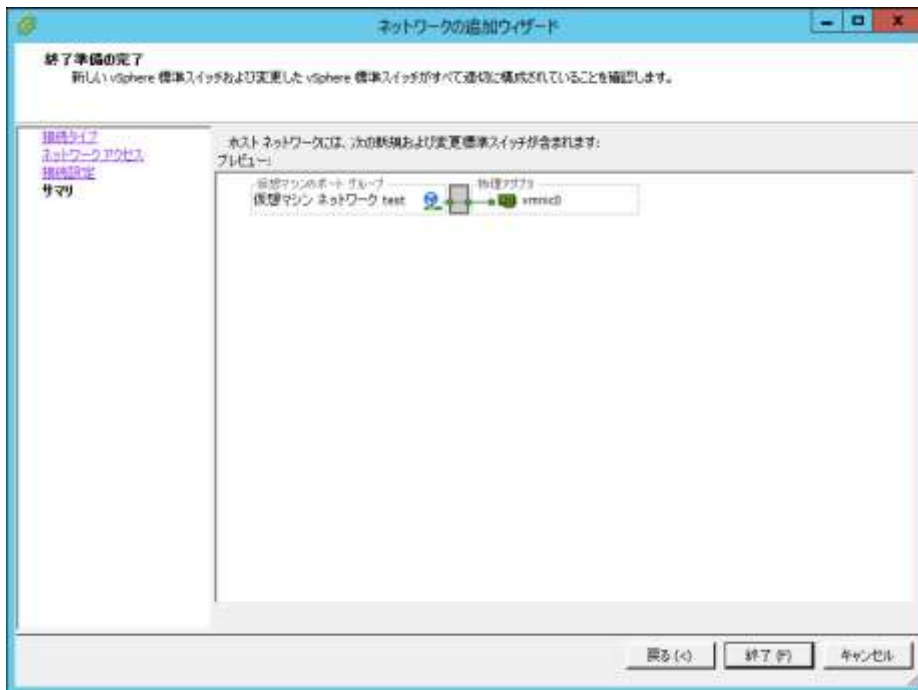 ネットワークの追加ウィザード
終了準備の完了
新しい vSphere 標準スイッチおよび変更した vSphere 標準スイッチがすべて適切に構成されていることを確認します。
接続タイプ
ネットワーク アクセス
接続設定
サマリ
ホスト ネットワークには、次の新規および変更標準スイッチが含まれます:
プレビュー:
仮想マシンのポート グループ
物理アダプタ
仮想マシン ネットワーク test
vmnic0
戻る (<)
終了 (F)
キャンセル